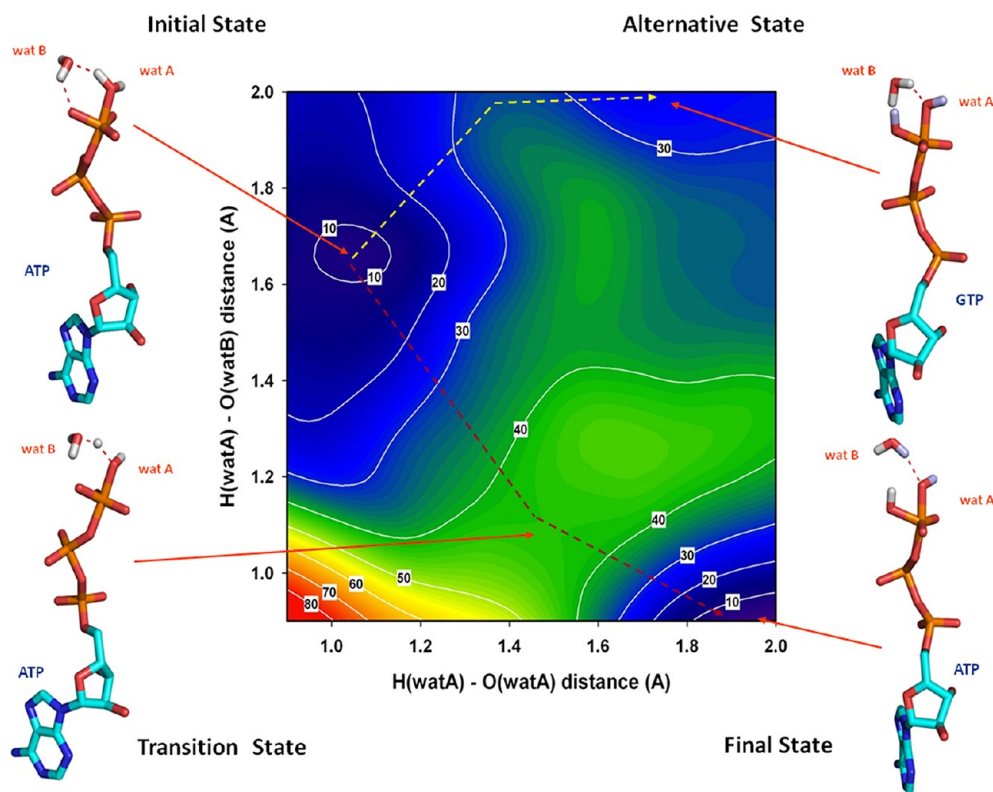 Initial State
Alternative State
wat B
wat A
ATP
wat B
wat A
GTP
wat B
wat A
ATP
Transition State
wat B
wat A
ATP
Final State
H(watA) - O(watB) distance (A)
2.0
1.8
1.6
1.4
1.2
1.0
10
10
20
30
30
40
40
50
60
70
80
40
30
20
10
1.0
1.2
1.4
1.6
1.8
2.0
H(watA) - O(watA) distance (A)